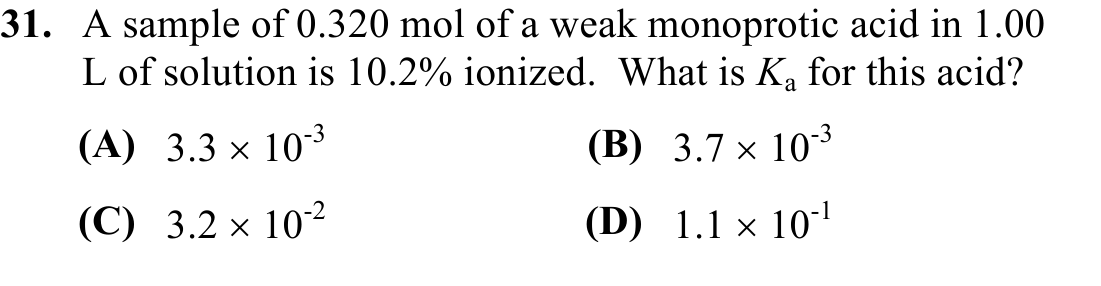 31. A sample of 0.320 mol of a weak monoprotic acid in 1.00
L of solution is 10.2% ionized. What is Kₐ for this acid?
(A) 3.3 × 10⁻³ (B) 3.7 × 10⁻³
(C) 3.2 × 10⁻² (D) 1.1 × 10⁻¹